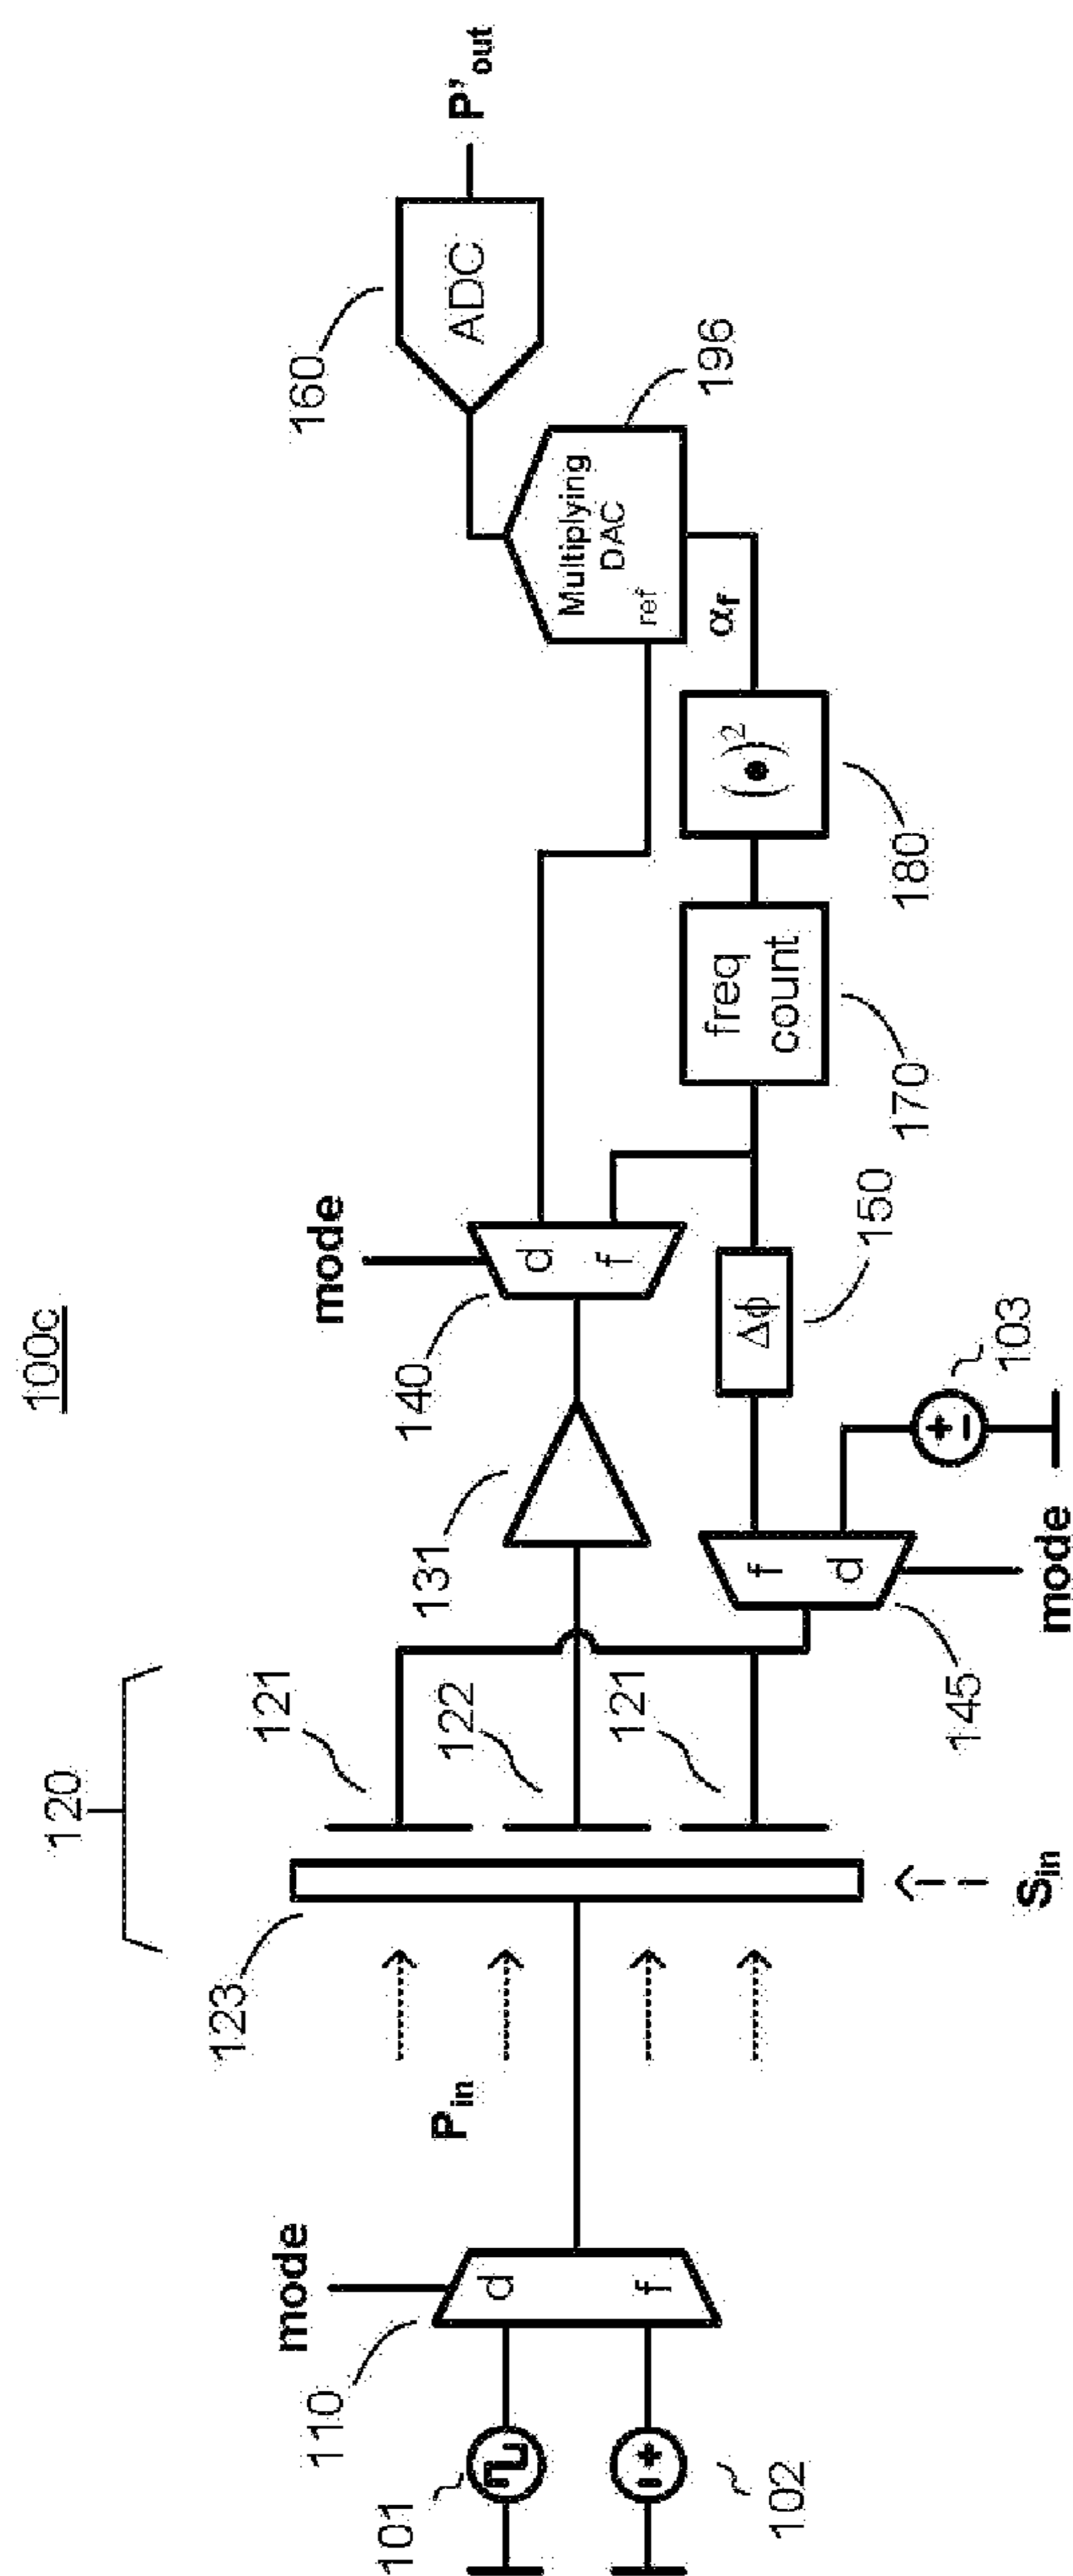 100c
101
102
110
mode
d
f
P_in
123
120
121
122
121
S_in
131
140
mode
d
f
145
f
d
mode
103
Δϕ
150
freq
count
170
(•)²
180
α_f
Multiplying
DAC
ref
196
160
ADC
P'_out